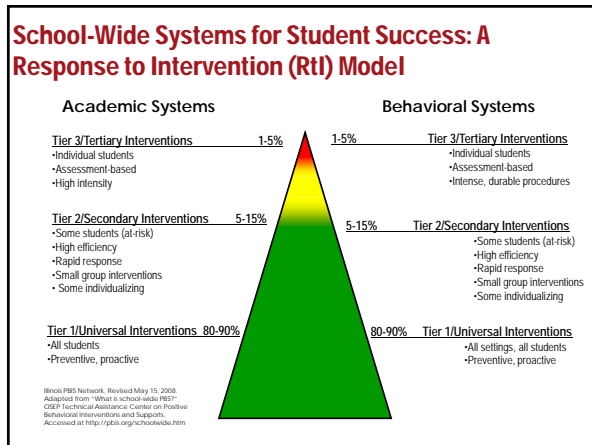 School-Wide Systems for Student Success: A
Response to Intervention (RtI) Model
Academic Systems
Behavioral Systems
Tier 3/Tertiary Interventions 1-5%
•Individual students
•Assessment-based
•High intensity
1-5% Tier 3/Tertiary Interventions
•Individual students
•Assessment-based
•Intense, durable procedures
Tier 2/Secondary Interventions 5-15%
•Some students (at-risk)
•High efficiency
•Rapid response
•Small group interventions
• Some individualizing
5-15% Tier 2/Secondary Interventions
•Some students (at-risk)
•High efficiency
•Rapid response
•Small group interventions
•Some individualizing
Tier 1/Universal Interventions 80-90%
•All students
•Preventive, proactive
80-90% Tier 1/Universal Interventions
•All settings, all students
•Preventive, proactive
Illinois PBIS Network, Revised May 15, 2008.
Adapted from "What is school-wide PBS?"
OSEP Technical Assistance Center on Positive
Behavioral Interventions and Supports.
Accessed at http://pbis.org/schoolwide.htm